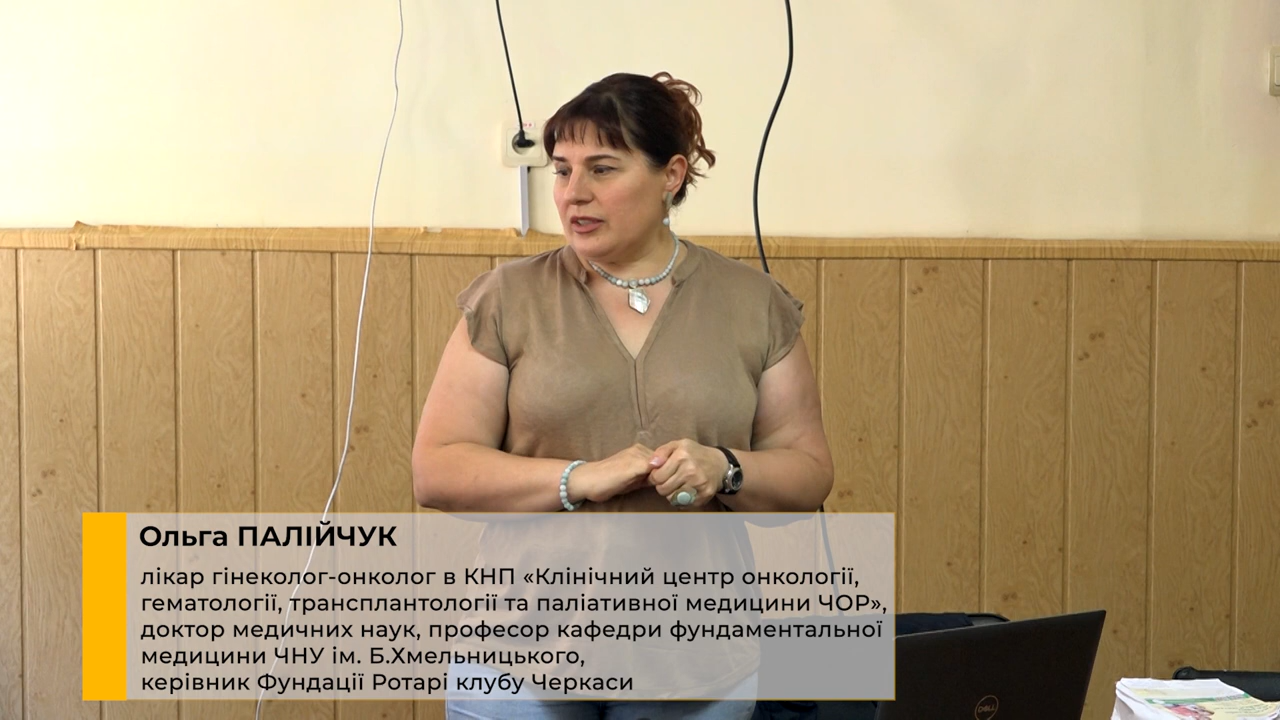 Ольга ПАЛІЙЧУК
лікар гінеколог-онколог в КНП «Клінічний центр онкології,
гематології, трансплантології та паліативної медицини ЧОР»,
доктор медичних наук, професор кафедри фундаментальної
медицини ЧНУ ім. Б.Хмельницького,
керівник Фундації Ротарі клубу Черкаси
DELL